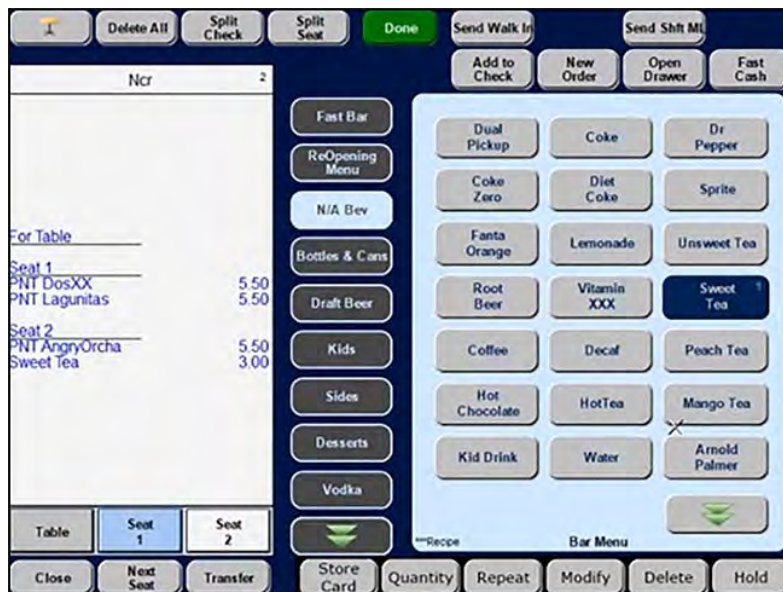 Delete All
Split
Check
Split
Seat
Done
Send Walk In
Send Shft ML
Add to
Check
New
Order
Open
Drawer
Fast
Cash
Ncr 2
For Table
Seat 1
PNT DosXX 5.50
PNT Lagunitas 5.50
Seat 2
PNT AngryOrcha 5.50
Sweet Tea 3.00
Table
Seat
1
Seat
2
Close
Next
Seat
Transfer
Fast Bar
ReOpening
Menu
N/A Bev
Bottles & Cans
Draft Beer
Kids
Sides
Desserts
Vodka
Dual
Pickup
Coke
Dr
Pepper
Coke
Zero
Diet
Coke
Sprite
Fanta
Orange
Lemonade
Unsweet Tea
Root
Beer
Vitamin
XXX
Sweet
Tea
1
Coffee
Decaf
Peach Tea
Hot
Chocolate
HotTea
Mango Tea
Kid Drink
Water
Arnold
Palmer
***Recipe
Bar Menu
Store
Card
Quantity
Repeat
Modify
Delete
Hold